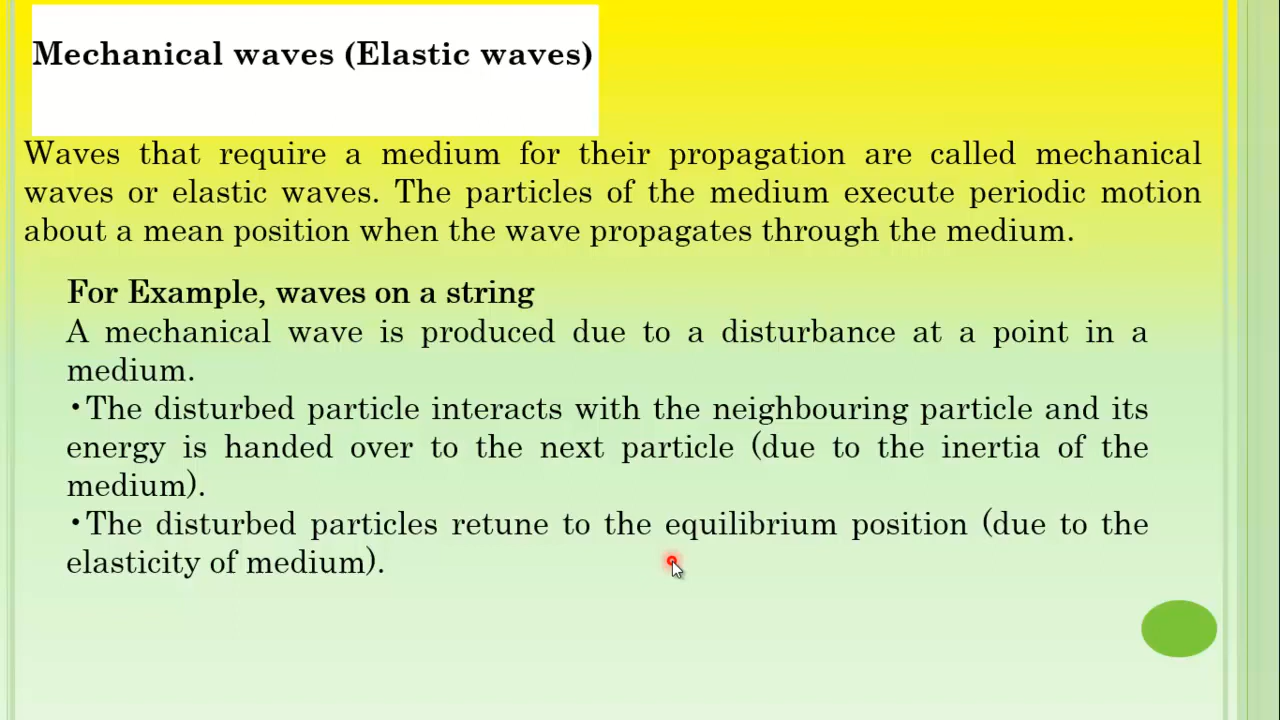 Mechanical waves (Elastic waves)
Waves that require a medium for their propagation are called mechanical
waves or elastic waves. The particles of the medium execute periodic motion
about a mean position when the wave propagates through the medium.
For Example, waves on a string
A mechanical wave is produced due to a disturbance at a point in a
medium.
•The disturbed particle interacts with the neighbouring particle and its
energy is handed over to the next particle (due to the inertia of the
medium).
•The disturbed particles retune to the equilibrium position (due to the
elasticity of medium).